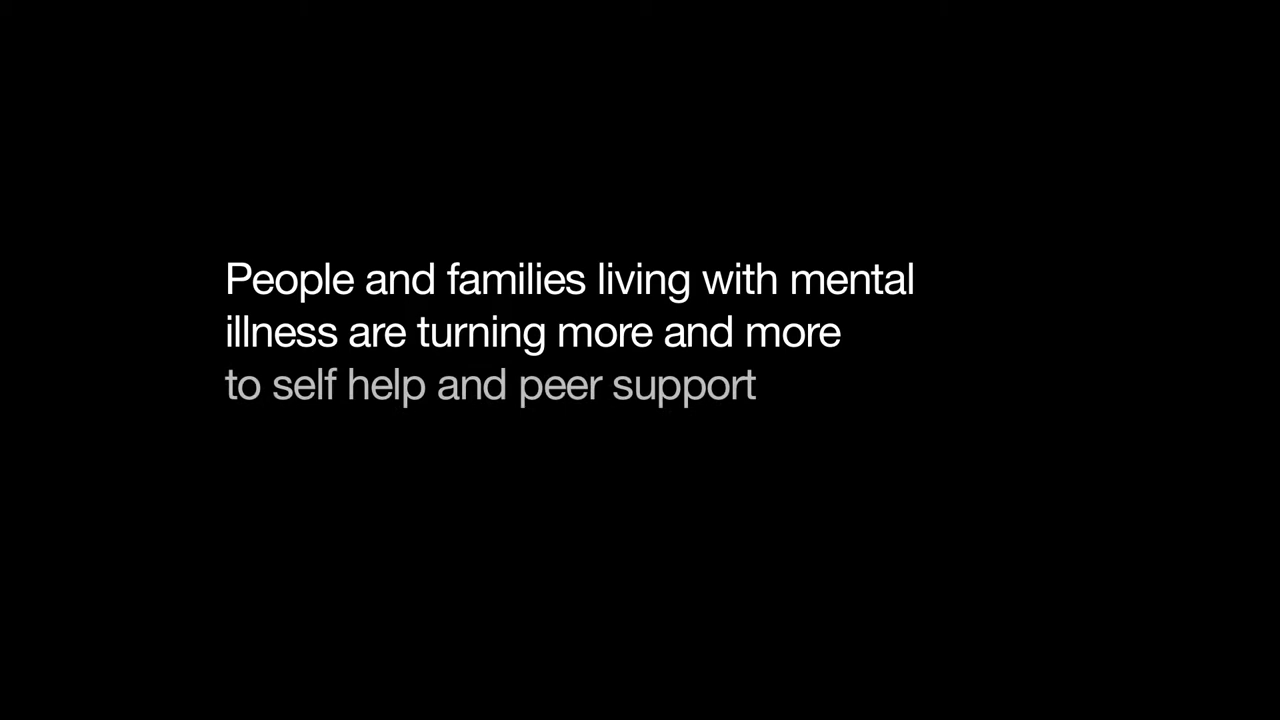 People and families living with mental
illness are turning more and more
to self help and peer support